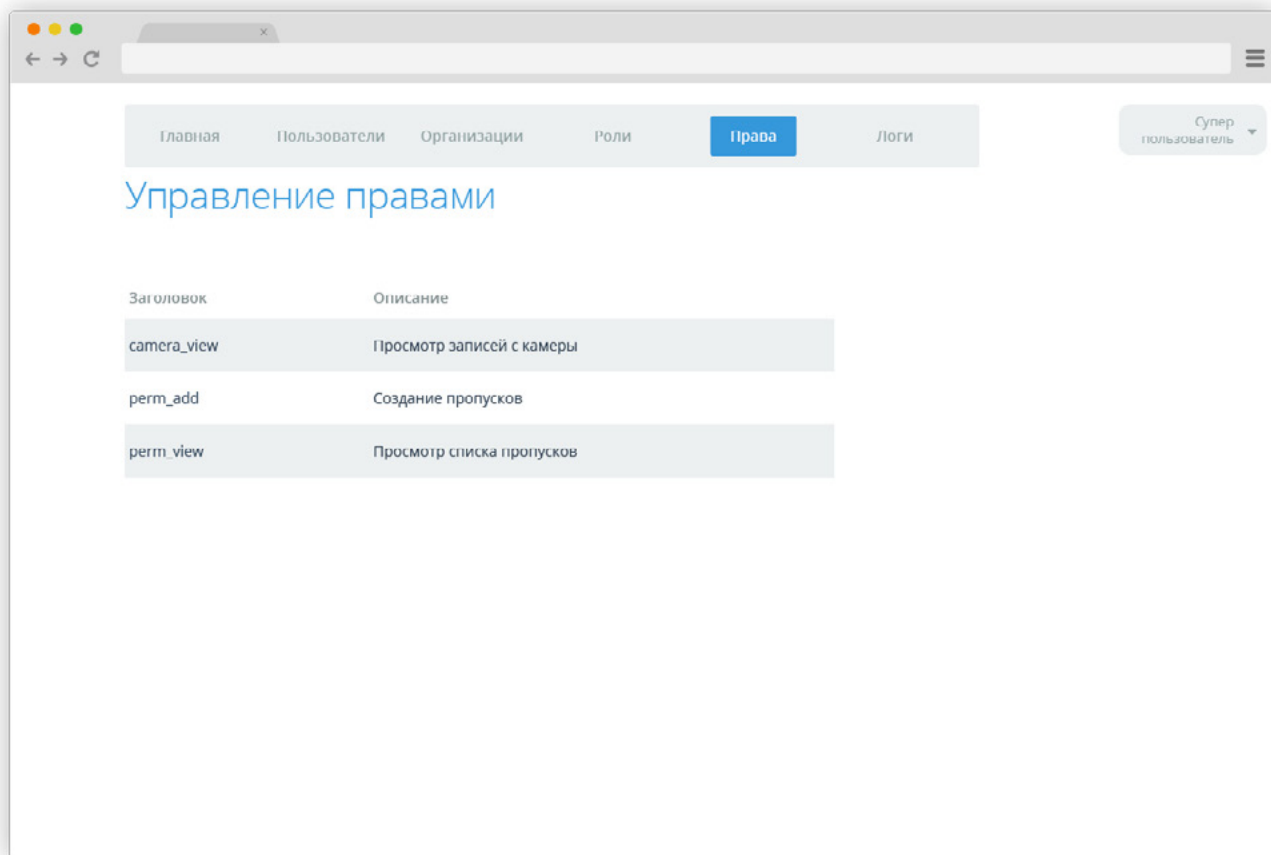 Главная Пользователи Организации Роли Права Логи
Супер
пользователь
Управление правами
Заголовок Описание
camera_view Просмотр записей с камеры
perm_add Создание пропусков
perm_view Просмотр списка пропусков